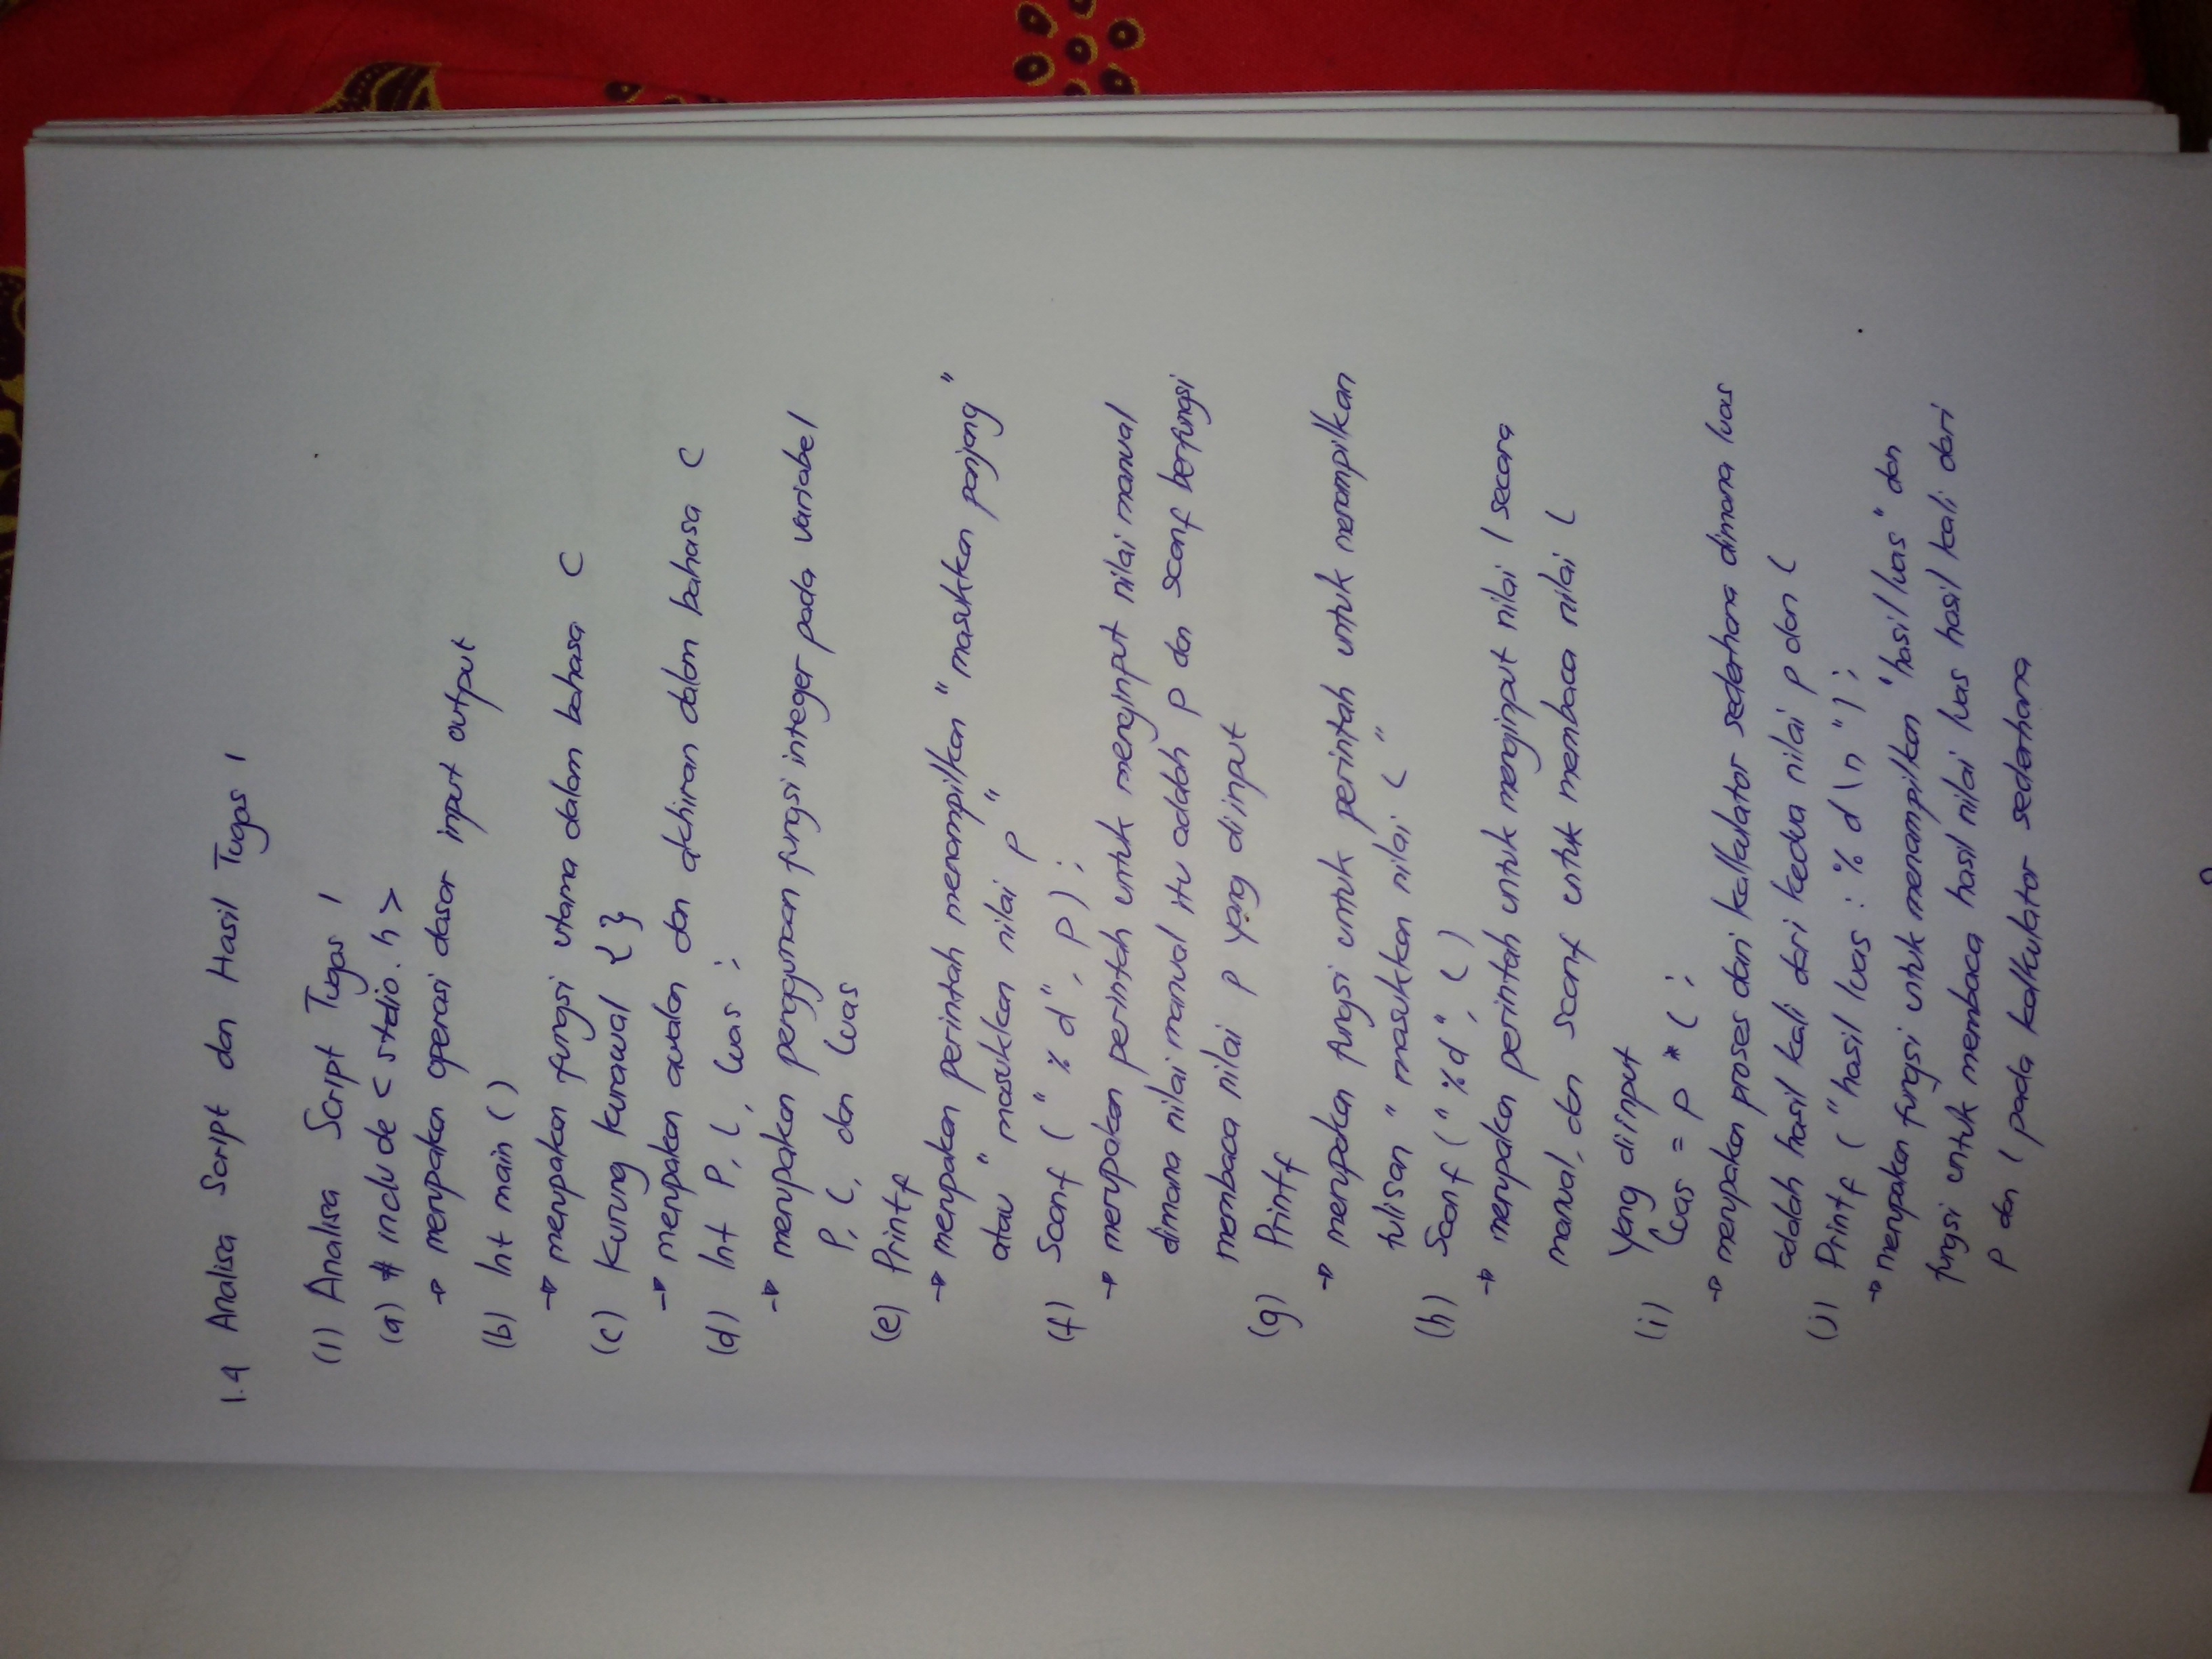 1.4 Analisa Script dan Hasil Tugas 1
(1) Analisa Script Tugas 1
(a) # include < stdio.h >
→ merupakan operasi dasar input output
(b) Int main ( )
→ merupakan fungsi utama dalam bahasa C
(c) Kurung kurawal { }
→ merupakan awalan dan akhiran dalam bahasa C
(d) Int P, l, luas ;
→ merupakan penggunaan fungsi integer pada variabel
P, l, dan luas
(e) Printf
→ merupakan perintah menampilkan " masukkan panjang "
atau " masukkan nilai p "
(f) Scanf ( " % d ", p ) ;
→ merupakan perintah untuk menginput nilai manual
dimana nilai manual itu adalah p dan scanf berfungsi
membaca nilai p yang diinput
(g) Printf
→ merupakan fungsi untuk perintah untuk menampilkan
tulisan " masukkan nilai l "
(h) Scanf ( " %d ", l )
→ merupakan perintah untuk menginput nilai l secara
manual, dan scanf untuk membaca nilai l
yang diinput
(i) luas = p * l ;
→ merupakan proses dari kalkulator sederhana dimana luas
adalah hasil kali dari kedua nilai p dan l
(j) Printf ( "hasil luas : % d \n " ) ;
→ merupakan fungsi untuk menampilkan "hasil luas" dan
fungsi untuk membaca hasil nilai luas hasil kali dari
p dan l pada kalkulator sederhana